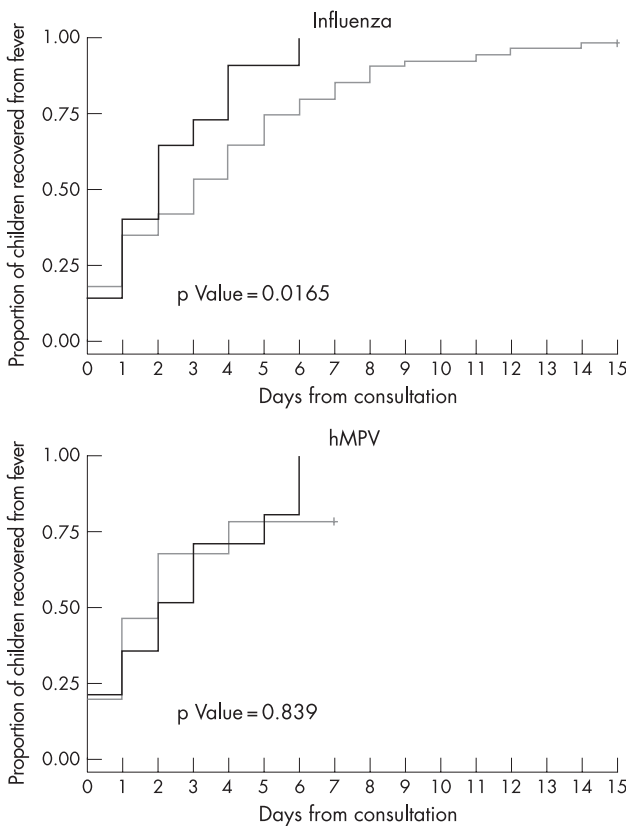 Influenza
Proportion of children recovered from fever
1.00
0.75
0.50
0.25
0.00
p Value = 0.0165
0 1 2 3 4 5 6 7 8 9 10 11 12 13 14 15
Days from consultation
hMPV
Proportion of children recovered from fever
1.00
0.75
0.50
0.25
0.00
p Value = 0.839
0 1 2 3 4 5 6 7 8 9 10 11 12 13 14 15
Days from consultation